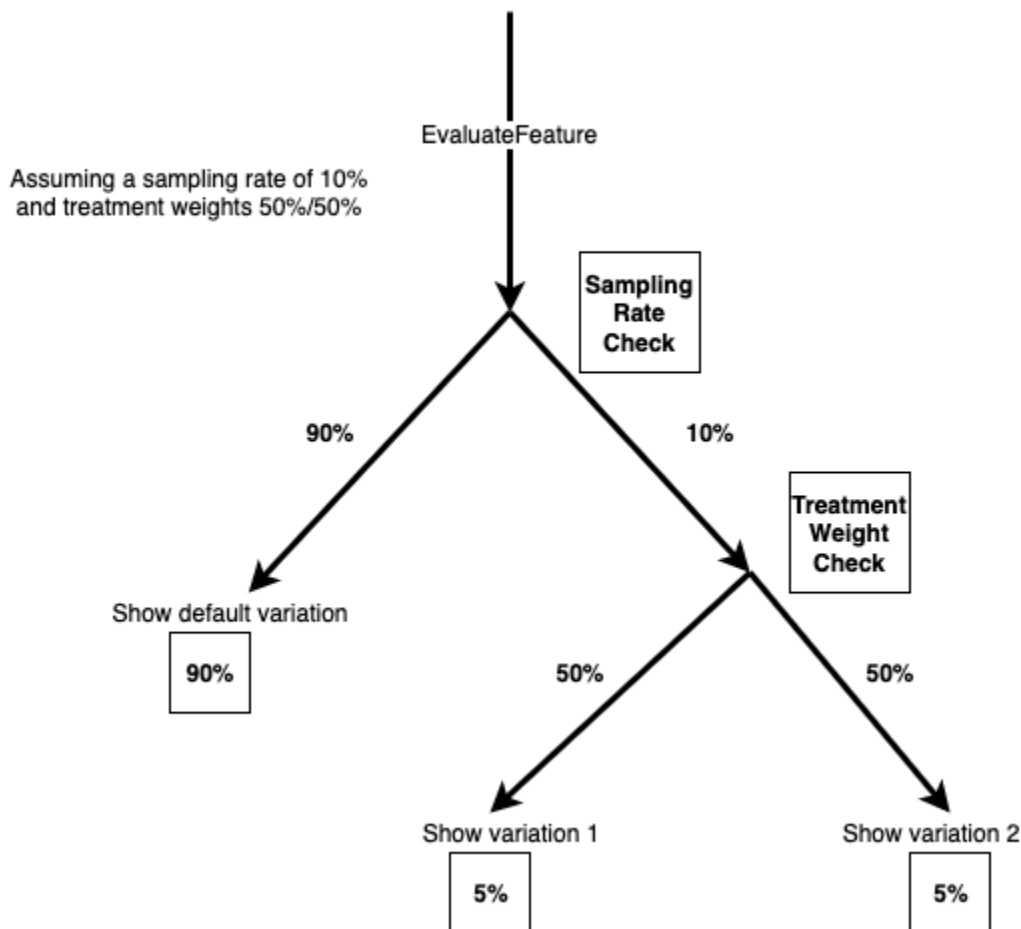 EvaluateFeature
Assuming a sampling rate of 10%
and treatment weights 50%/50%
Sampling
Rate
Check
90%
10%
Treatment
Weight
Check
Show default variation
90%
50%
50%
Show variation 1
Show variation 2
5%
5%